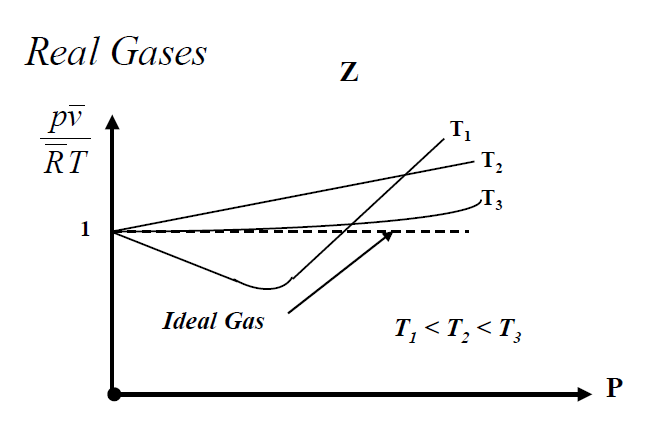 Real Gases
Z
pv̅
R̅T
T₁
T₂
T₃
1
Ideal Gas
T₁ < T₂ < T₃
P